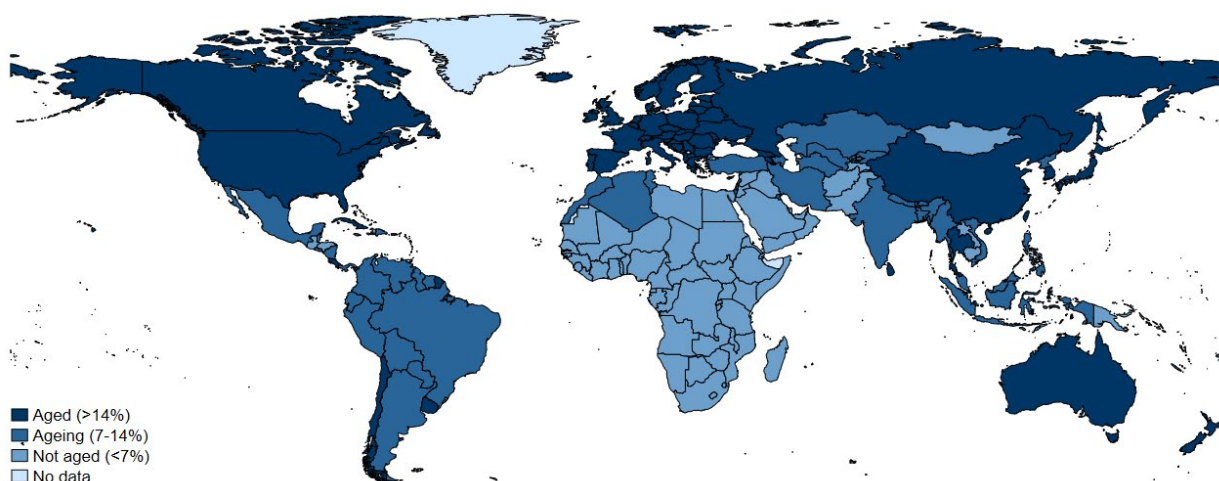 Aged (>14%)
Ageing (7-14%)
Not aged (<7%)
No data